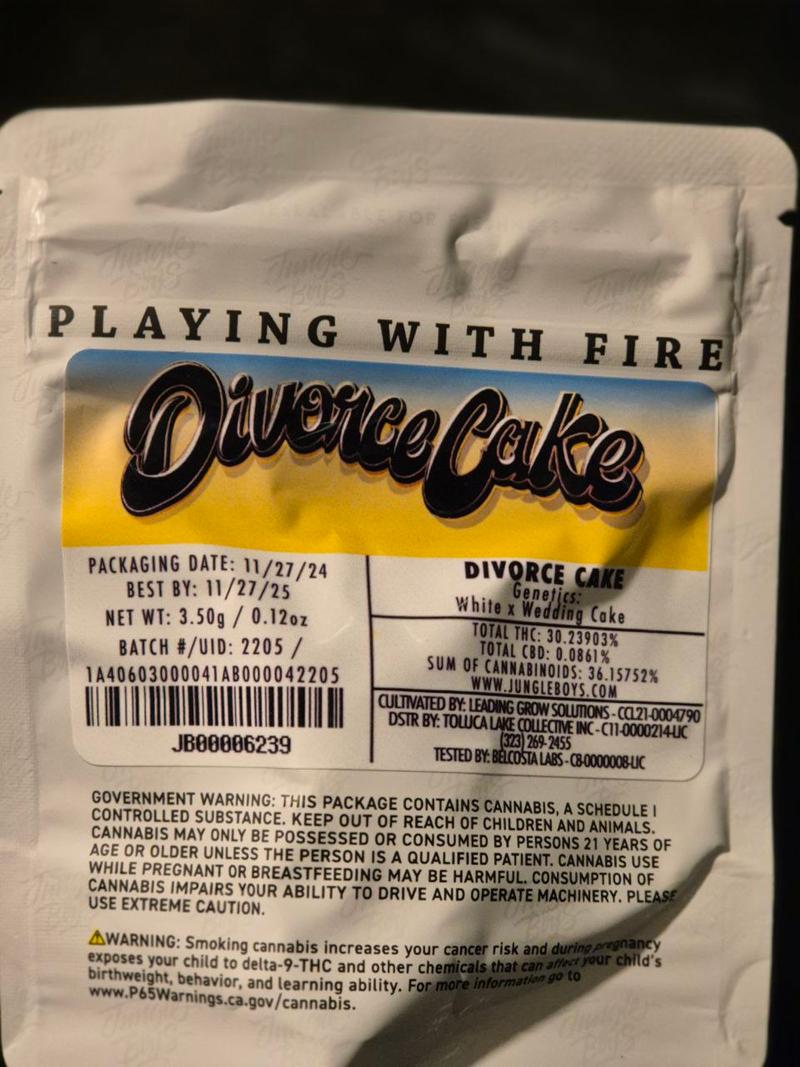 Jungle Boys
PLAYING WITH FIRE
Divorce Cake
PACKAGING DATE: 11/27/24
BEST BY: 11/27/25
NET WT: 3.50g / 0.12oz
BATCH #/UID: 2205 /
1A40603000041AB000042205
JB00006239
DIVORCE CAKE
Genetics:
White x Wedding Cake
TOTAL THC: 30.23903%
TOTAL CBD: 0.0861%
SUM OF CANNABINOIDS: 36.15752%
WWW.JUNGLEBOYS.COM
CULTIVATED BY: LEADING GROW SOLUTIONS - CCL21-0004790
DSTR BY: TOLUCA LAKE COLLECTIVE INC - C11-0000214-LIC
(323) 269-2455
TESTED BY: BELCOSTA LABS - C8-0000008-LIC
GOVERNMENT WARNING: THIS PACKAGE CONTAINS CANNABIS, A SCHEDULE I
CONTROLLED SUBSTANCE. KEEP OUT OF REACH OF CHILDREN AND ANIMALS.
CANNABIS MAY ONLY BE POSSESSED OR CONSUMED BY PERSONS 21 YEARS OF
AGE OR OLDER UNLESS THE PERSON IS A QUALIFIED PATIENT. CANNABIS USE
WHILE PREGNANT OR BREASTFEEDING MAY BE HARMFUL. CONSUMPTION OF
CANNABIS IMPAIRS YOUR ABILITY TO DRIVE AND OPERATE MACHINERY. PLEASE
USE EXTREME CAUTION.
⚠WARNING: Smoking cannabis increases your cancer risk and during pregnancy
exposes your child to delta-9-THC and other chemicals that can affect your child's
birthweight, behavior, and learning ability. For more information go to
www.P65Warnings.ca.gov/cannabis.